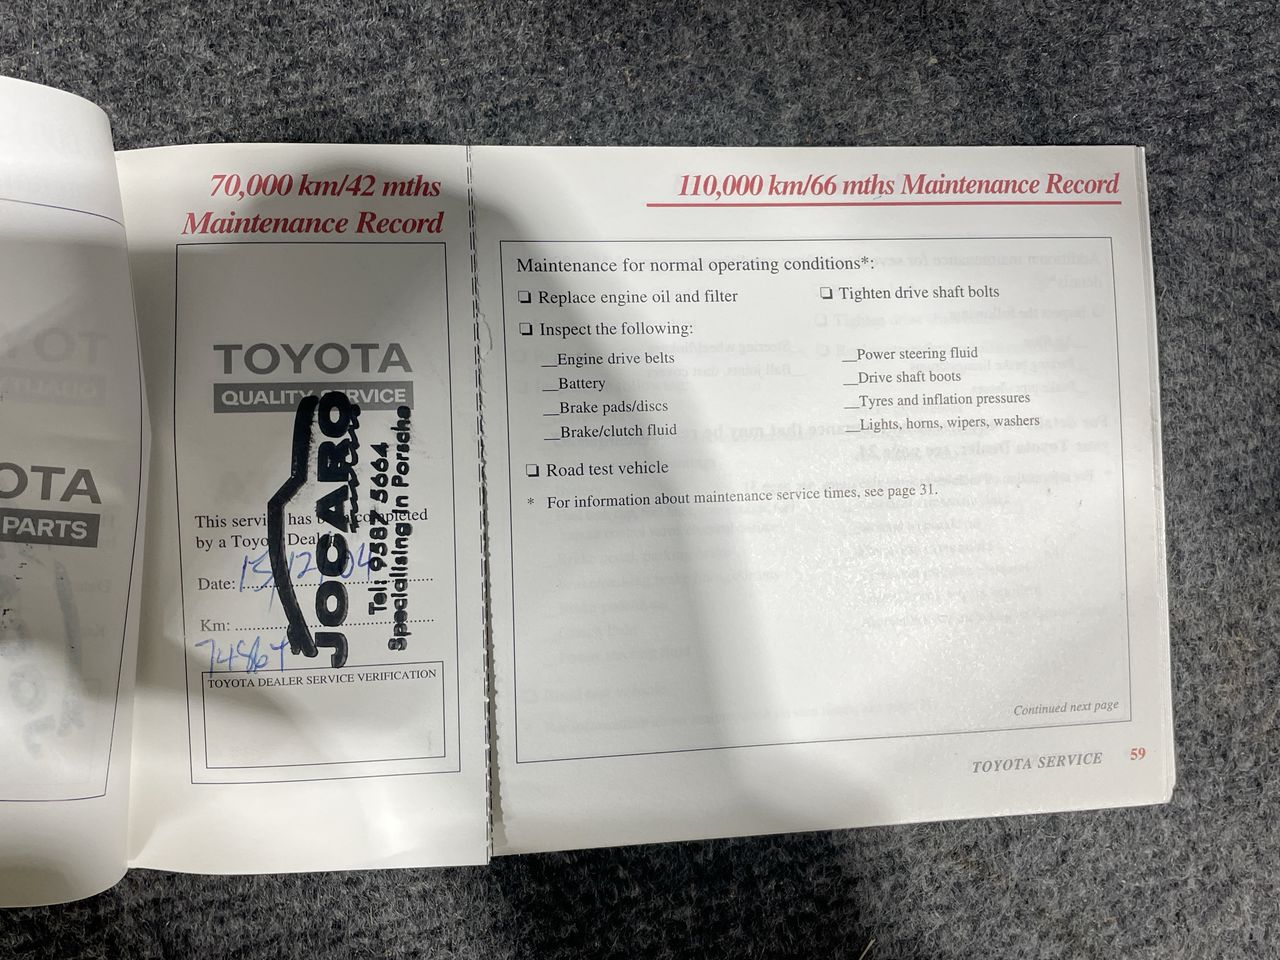 OTA
PARTS
70,000 km/42 mths
Maintenance Record
TOYOTA
QUALITY SERVICE
JOCARO
Tel: 9587 5664
Specialising in Porsche
This service has been completed
by a Toyota Dealer
Date: 13/12/04
Km:
TOYOTA DEALER SERVICE VERIFICATION
110,000 km/66 mths Maintenance Record
Maintenance for normal operating conditions*:
❏ Replace engine oil and filter
❏ Tighten drive shaft bolts
❏ Inspect the following:
__Engine drive belts
__Battery
__Brake pads/discs
__Brake/clutch fluid
__Power steering fluid
__Drive shaft boots
__Tyres and inflation pressures
__Lights, horns, wipers, washers
❏ Road test vehicle
* For information about maintenance service times, see page 31.
Continued next page
TOYOTA SERVICE 59